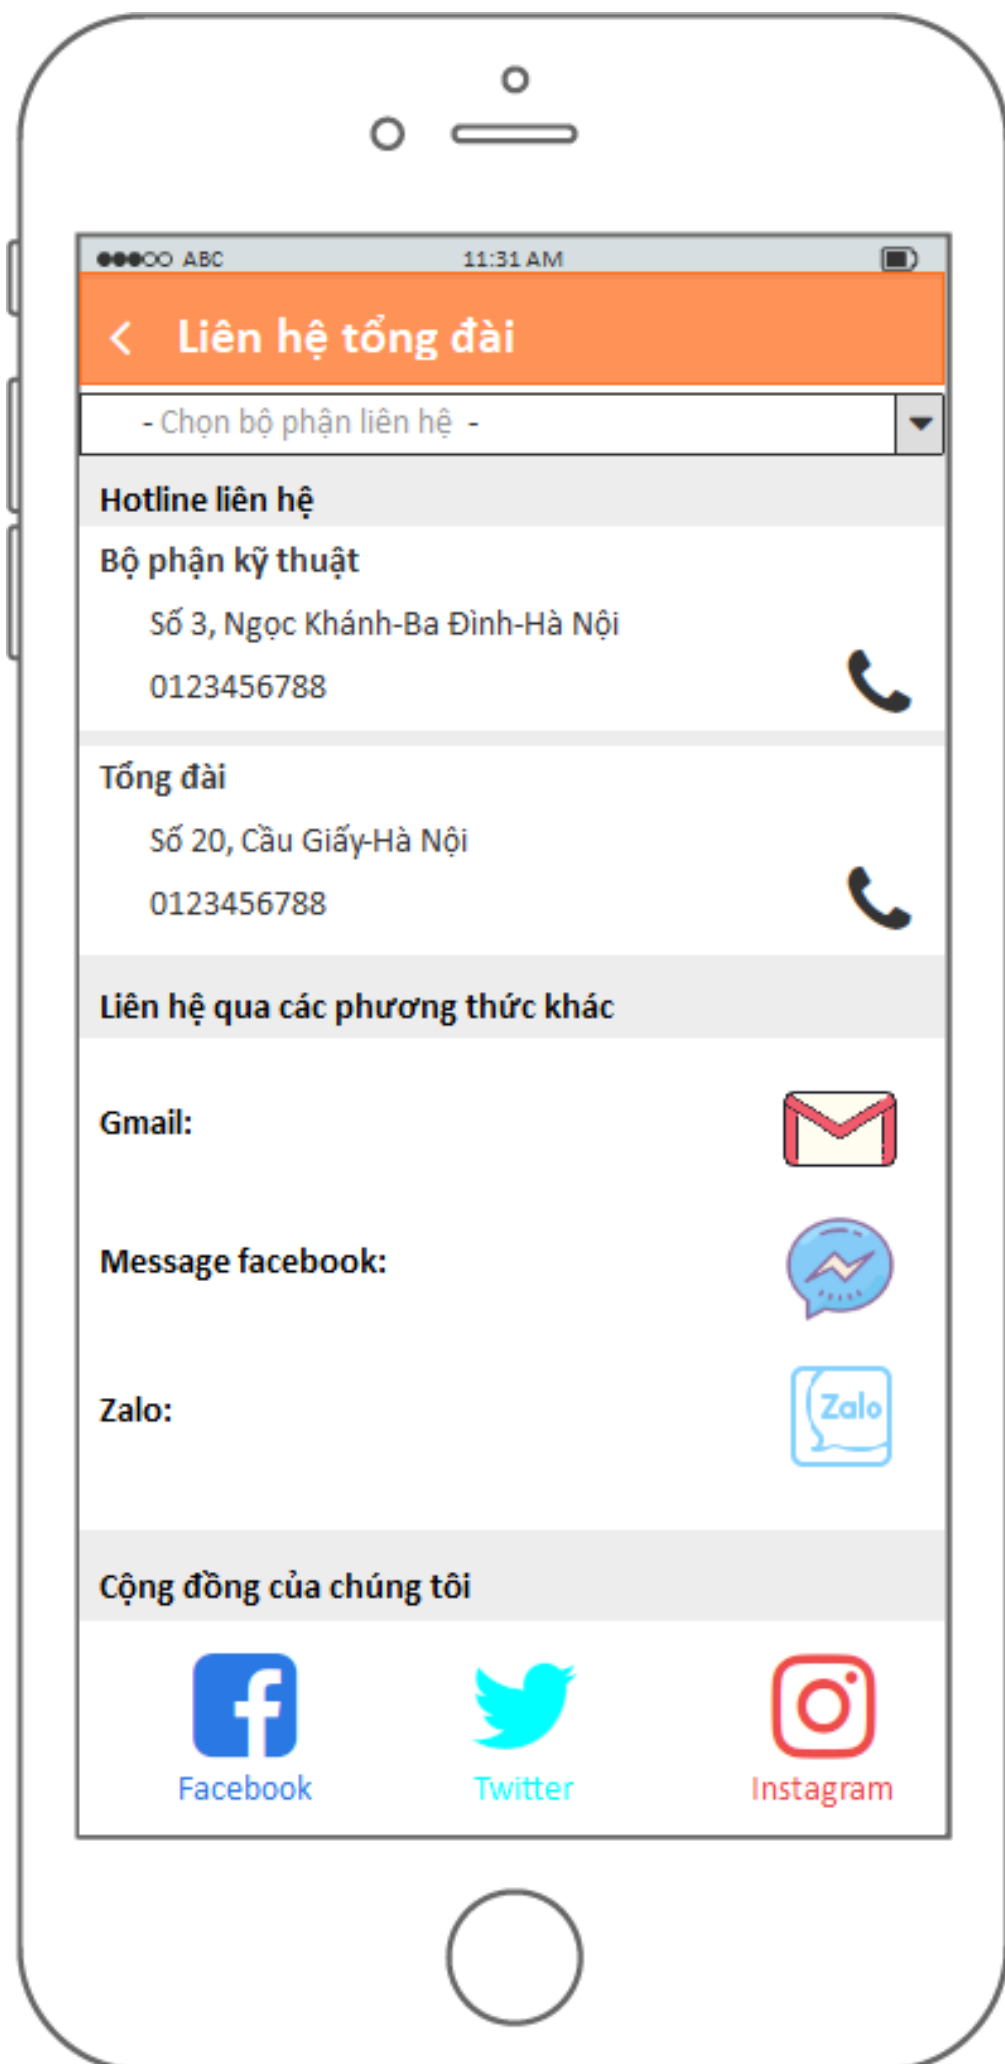 ABC 11:31 AM
Liên hệ tổng đài
- Chọn bộ phận liên hệ -
Hotline liên hệ
Bộ phận kỹ thuật
Số 3, Ngọc Khánh-Ba Đình-Hà Nội
0123456788
Tổng đài
Số 20, Cầu Giấy-Hà Nội
0123456788
Liên hệ qua các phương thức khác
Gmail:
Message facebook:
Zalo:
Zalo
Cộng đồng của chúng tôi
Facebook Twitter Instagram